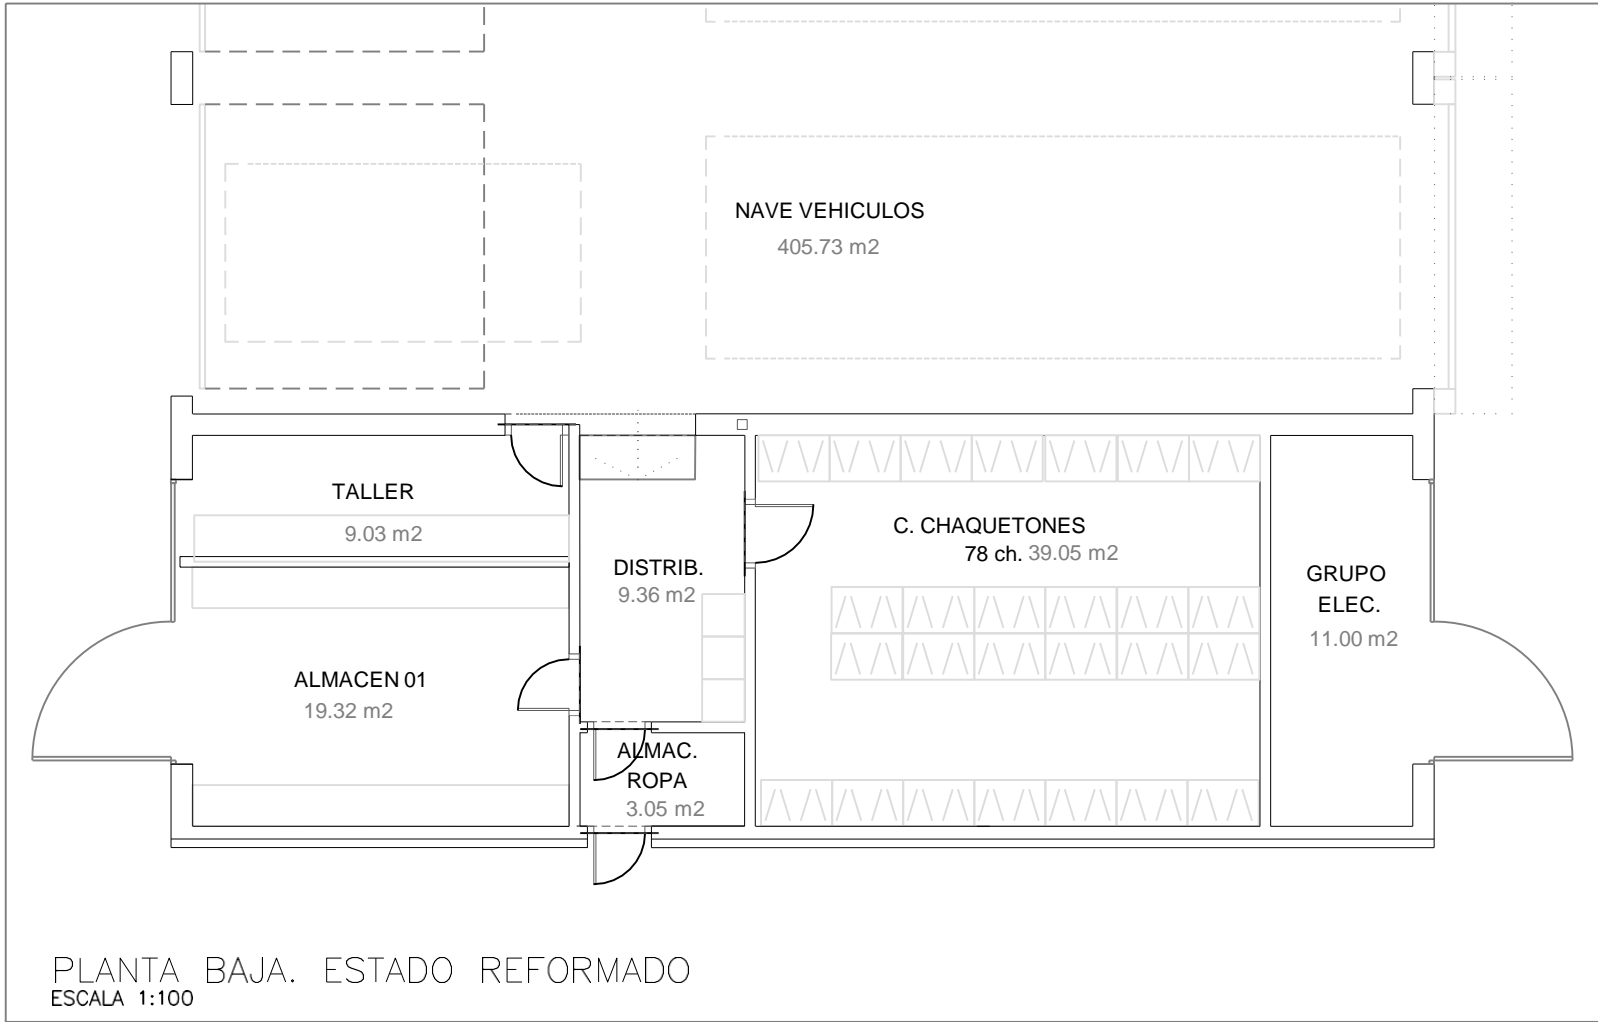 NAVE VEHICULOS
405.73 m2
TALLER
9.03 m2
C. CHAQUETONES
78 ch. 39.05 m2
DISTRIB.
9.36 m2
GRUPO
ELEC.
11.00 m2
ALMACEN 01
19.32 m2
ALMAC.
ROPA
3.05 m2
PLANTA BAJA. ESTADO REFORMADO
ESCALA 1:100